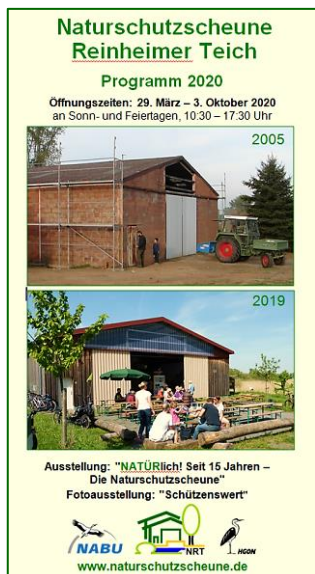 Naturschutzscheune
Reinheimer Teich
Programm 2020
Öffnungszeiten: 29. März – 3. Oktober 2020
an Sonn- und Feiertagen, 10:30 – 17:30 Uhr
2005
2019
Ausstellung: "NATÜRlich! Seit 15 Jahren –
Die Naturschutzscheune"
Fotoausstellung: "Schützenswert"
NABU
NRT
HGON
www.naturschutzscheune.de